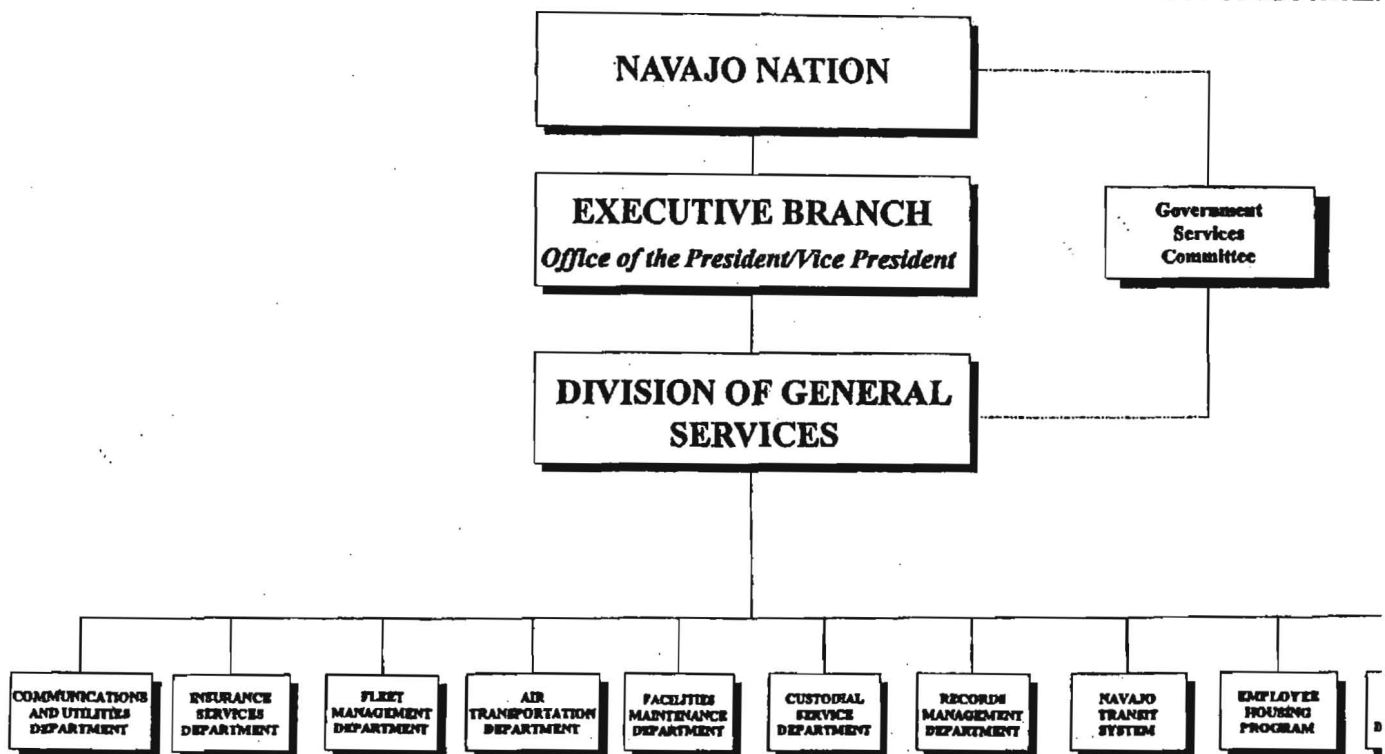 NAVAJO NATION
EXECUTIVE BRANCH
Office of the President/Vice President
Government
Services
Committee
DIVISION OF GENERAL
SERVICES
COMMUNICATIONS
AND UTILITIES
DEPARTMENT
INSURANCE
SERVICES
DEPARTMENT
FLEET
MANAGEMENT
DEPARTMENT
AIR
TRANSPORTATION
DEPARTMENT
FACILITIES
MAINTENANCE
DEPARTMENT
CUSTODIAL
SERVICE
DEPARTMENT
RECORDS
MANAGEMENT
DEPARTMENT
NAVAJO
TRANSIT
SYSTEM
EMPLOYEE
HOUSING
PROGRAM
D